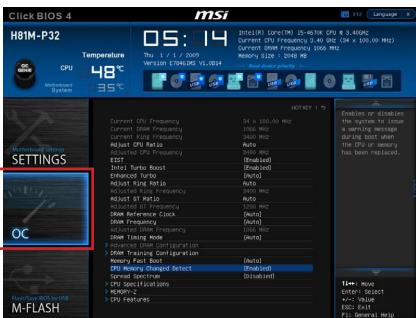 Click BIOS 4
msi
F12
Language
X
H81M-P32
Temperature
05: 14
Thu 1 / 1 / 2009
Version E7846IMS V1.0B14
Intel(R) Core(TM) i5-4670K CPU @ 3.40GHz
Current CPU Frequency 3.40 GHz (34 x 100.00 MHz)
Current DRAM Frequency 1066 MHz
Memory Size : 2048 MB
OC
GENIE
CPU
48°C
Motherboard
System
35°C
Boot device priority
HOT KEY
Motherboard settings
SETTINGS
OC
Flash/Save BIOS by USB
M-FLASH
Current CPU Frequency 34 x 100.00 MHz
Current DRAM Frequency 1066 MHz
Current Ring Frequency 3400 MHz
Adjust CPU Ratio Auto
Adjusted CPU Frequency 3400 MHz
EIST [Enabled]
Intel Turbo Boost [Enabled]
Enhanced Turbo [Auto]
Adjust Ring Ratio Auto
Adjusted Ring Frequency 3400 MHz
Adjust GT Ratio Auto
Adjusted GT Frequency 1200 MHz
DRAM Reference Clock [Auto]
DRAM Frequency [Auto]
DRAM Timing Mode [Auto]
> Advanced DRAM Configuration
> DRAM Training Configuration
Memory Fast Boot [Auto]
CPU Memory Changed Detect [Enabled]
Spread Spectrum [Disabled]
> CPU Specifications
> MEMORY-Z
> CPU Features
Enables or disables
the system to issue
a warning message
during boot when
the CPU or memory
has been replaced.
↑↓←→: Move
Enter: Select
+/-: Value
ESC: Exit
F1: General Help